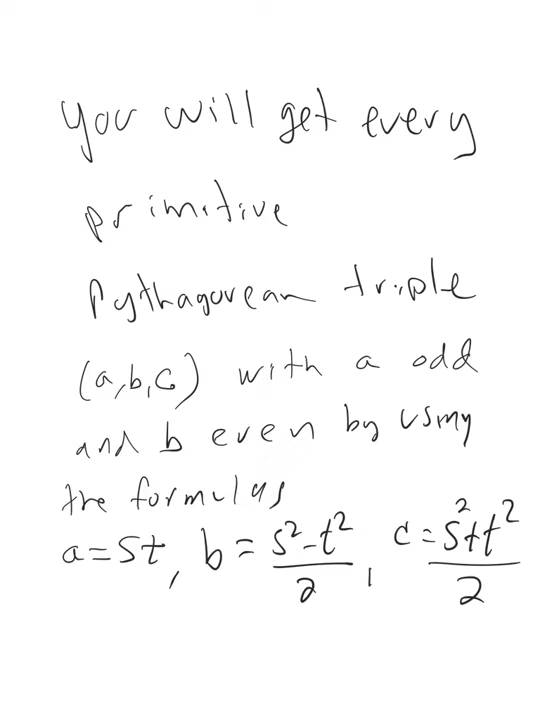 you will get every
primitive
Pythagorean triple
(a,b,c) with a odd
and b even by using
the formulas
a=st, b = s²-t²/2, c = s²+t²/2